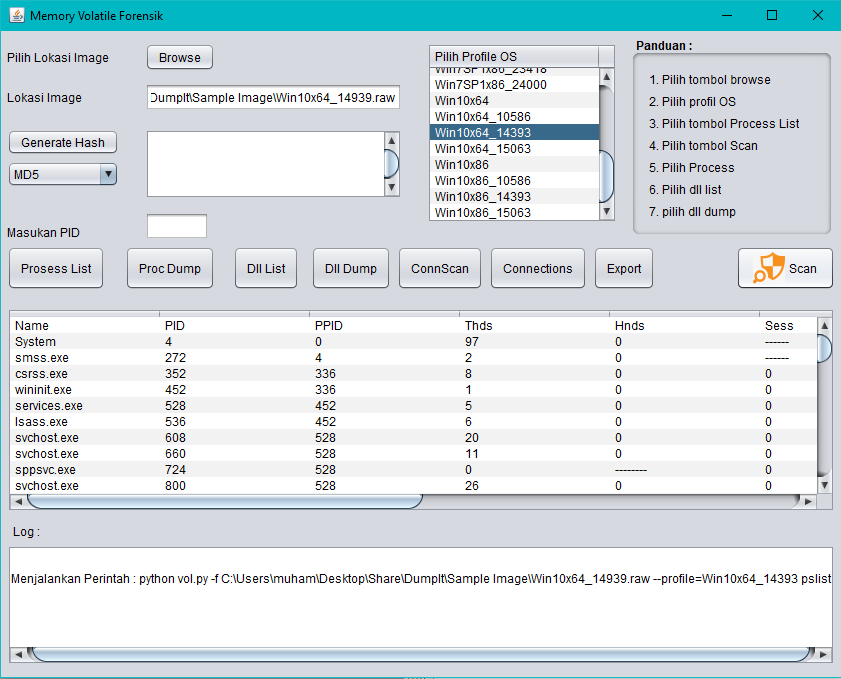 Memory Volatile Forensik
Pilih Lokasi Image
Browse
Lokasi Image
DumpIt\Sample Image\Win10x64_14939.raw
Generate Hash
MD5
Masukan PID
Pilih Profile OS
Win7SP1x86_23418
Win7SP1x86_24000
Win10x64
Win10x64_10586
Win10x64_14393
Win10x64_15063
Win10x86
Win10x86_10586
Win10x86_14393
Win10x86_15063
Panduan :
1. Pilih tombol browse
2. Pilih profil OS
3. Pilih tombol Process List
4. Pilih tombol Scan
5. Pilih Process
6. Pilih dll list
7. pilih dll dump
Prosess List Proc Dump Dll List Dll Dump ConnScan Connections Export Scan
Name PID PPID Thds Hnds Sess
System 4 0 97 0 ------
smss.exe 272 4 2 0 ------
csrss.exe 352 336 8 0 0
wininit.exe 452 336 1 0 0
services.exe 528 452 5 0 0
lsass.exe 536 452 6 0 0
svchost.exe 608 528 20 0 0
svchost.exe 660 528 11 0 0
sppsvc.exe 724 528 0 -------- 0
svchost.exe 800 528 26 0 0
Log :
Menjalankan Perintah : python vol.py -f C:\Users\muham\Desktop\Share\DumpIt\Sample Image\Win10x64_14939.raw --profile=Win10x64_14393 pslist